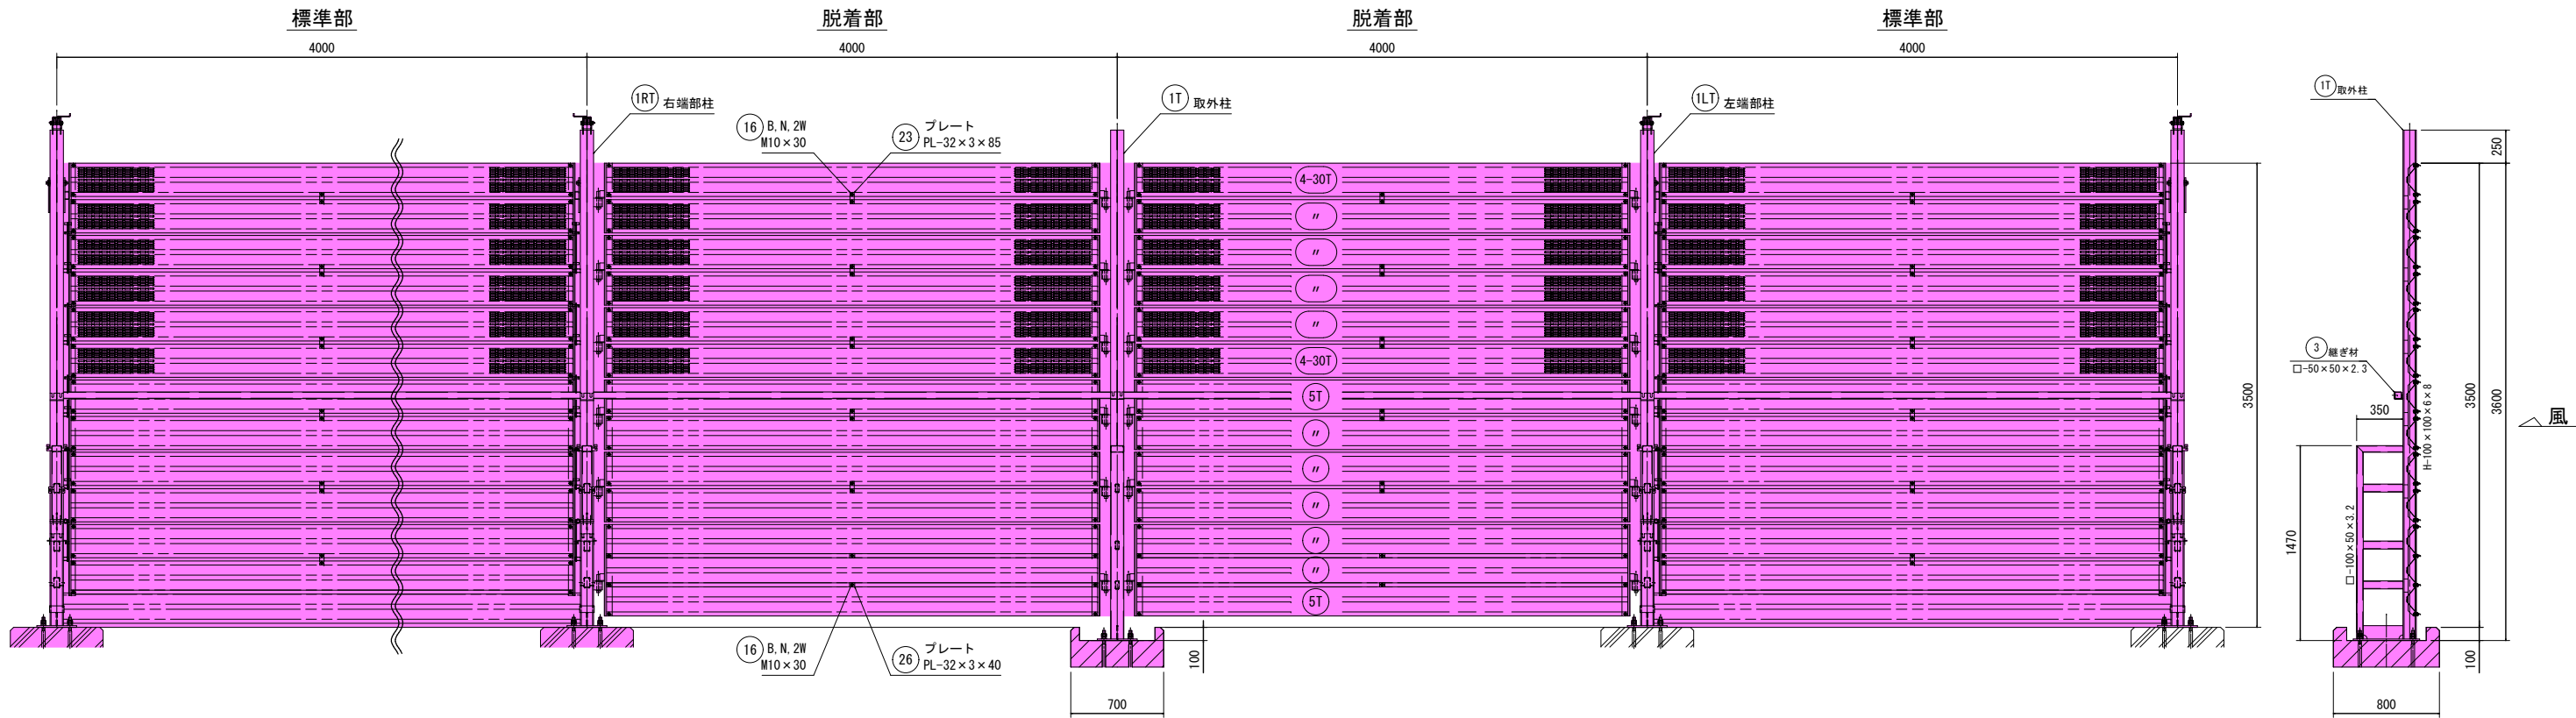 標準部
脱着部
脱着部
標準部
4000
4000
4000
4000
1RT 右端部柱
1T 取外柱
1LT 左端部柱
1T 取外柱
16 B,N,2W
M10×30
23 プレート
PL-32×3×85
4-30T
〃
〃
〃
〃
4-30T
5T
〃
〃
〃
〃
〃
5T
16 B,N,2W
M10×30
26 プレート
PL-32×3×40
100
700
3500
3 継ぎ材
□-50×50×2.3
350
H-100×100×6×8
□-100×50×3.2
1470
250
3500
3600
100
800
風